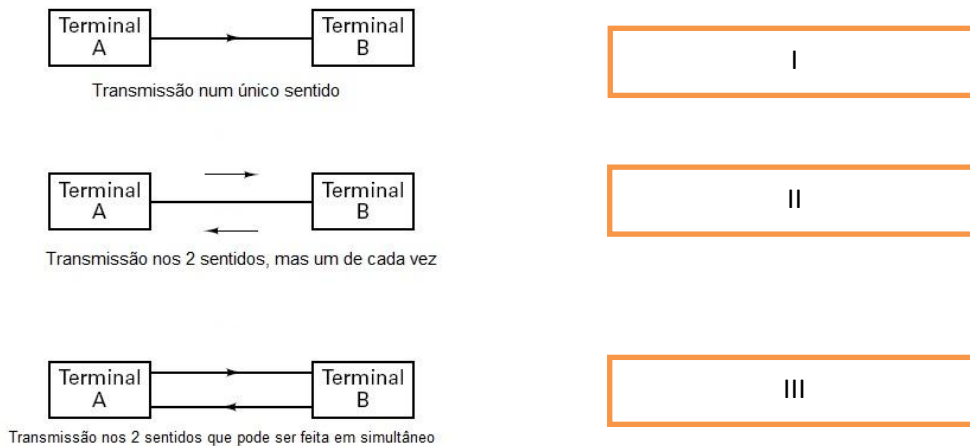 Terminal A
Terminal B
Transmissão num único sentido
I
Terminal A
Terminal B
Transmissão nos 2 sentidos, mas um de cada vez
II
Terminal A
Terminal B
Transmissão nos 2 sentidos que pode ser feita em simultâneo
III